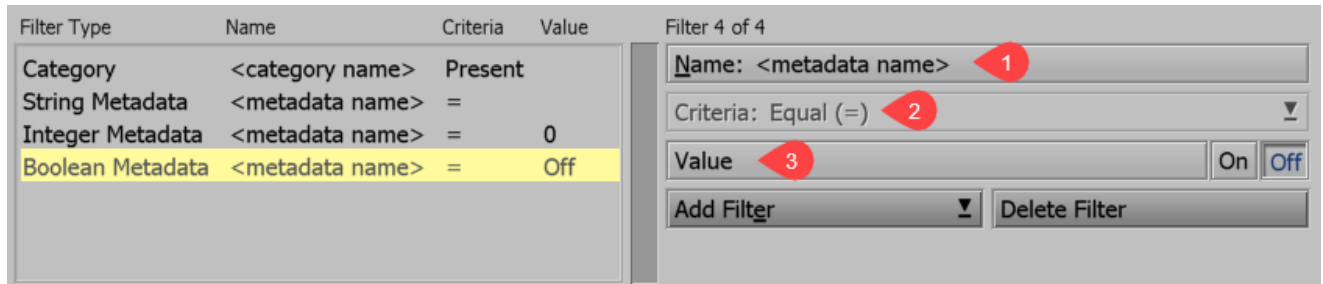 Filter Type Name Criteria Value
Category <category name> Present
String Metadata <metadata name> =
Integer Metadata <metadata name> = 0
Boolean Metadata <metadata name> = Off
Filter 4 of 4
Name: <metadata name> 1
Criteria: Equal (=) 2
Value 3 On Off
Add Filter Delete Filter